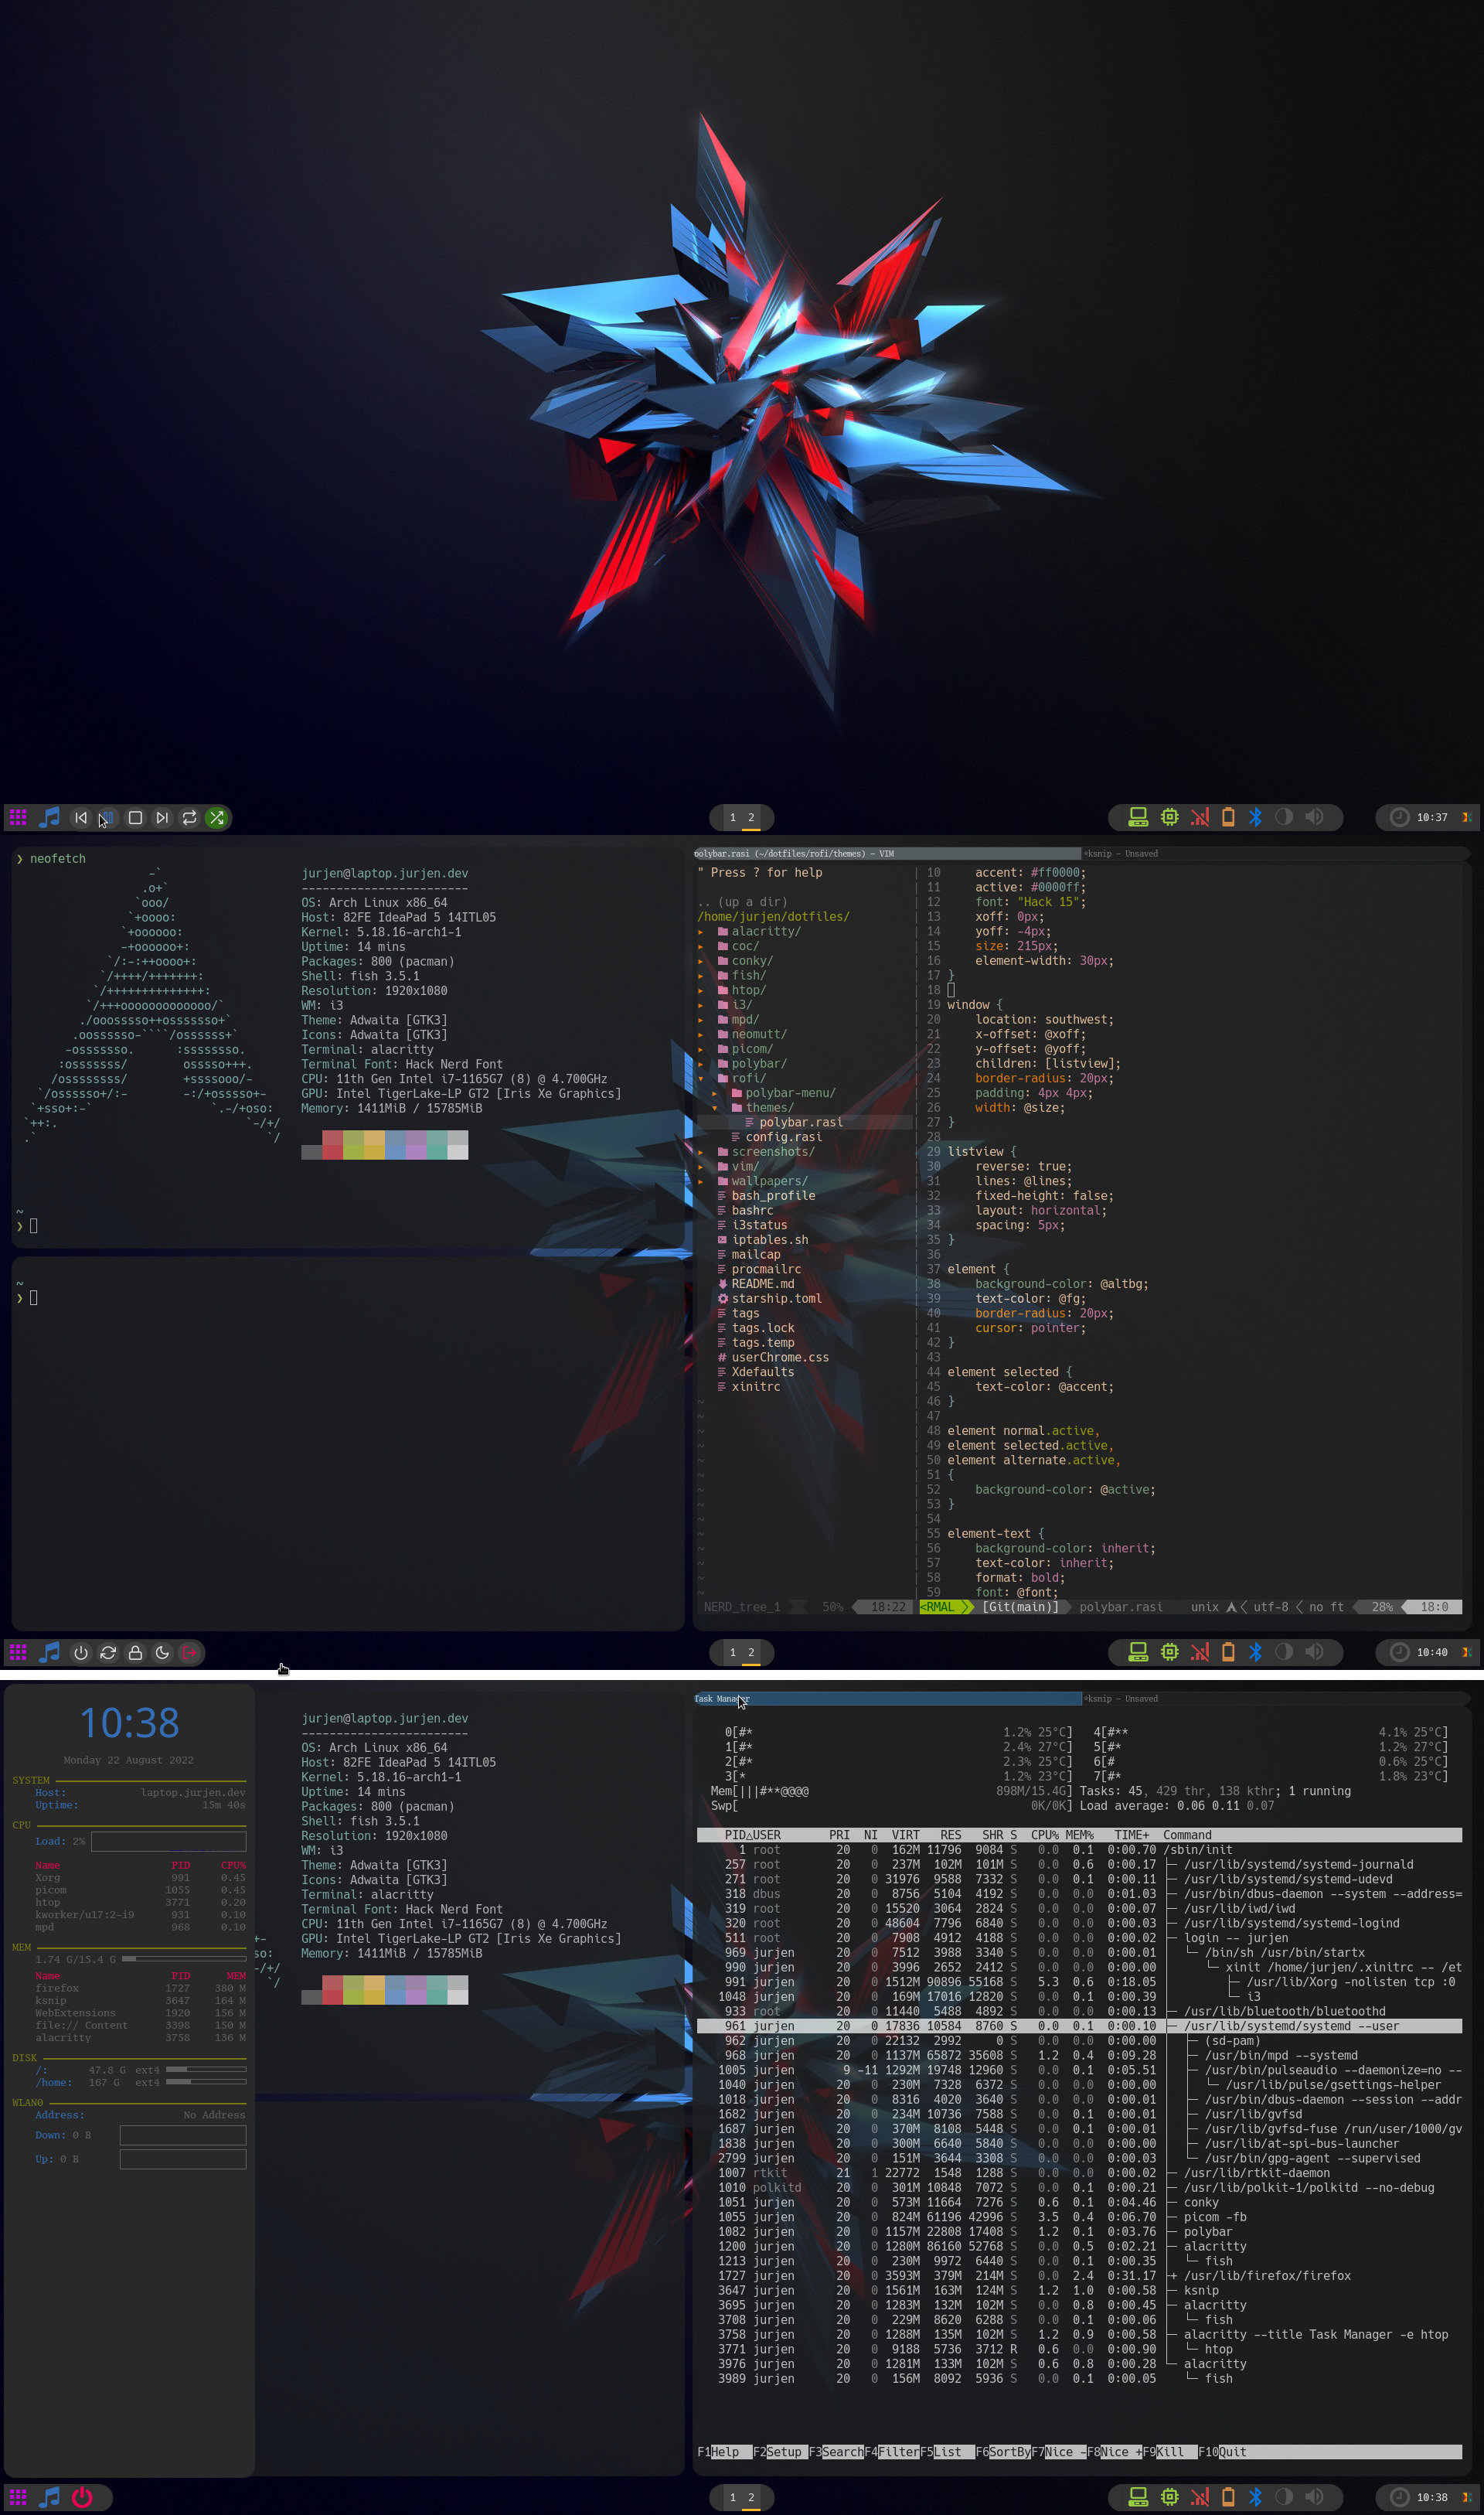 1 2
10:37
❯ neofetch
-`
.o+`
`ooo/
`+oooo:
`+oooooo:
-+oooooo+:
`/:-:++oooo+:
`/++++/+++++++:
`/++++++++++++++:
`/+++ooooooooooooo/`
./ooosssso++osssssso+`
.oossssso-````/ossssss+`
-osssssso. :ssssssso.
:osssssss/ osssso+++.
/ossssssss/ +ssssooo/-
`/ossssso+/:- -:/+osssso+-
`+sso+:-` `.-/+oso:
`++:. `-/+/
.` `/
jurjen@laptop.jurjen.dev
------------------------
OS: Arch Linux x86_64
Host: 82FE IdeaPad 5 14ITL05
Kernel: 5.18.16-arch1-1
Uptime: 14 mins
Packages: 800 (pacman)
Shell: fish 3.5.1
Resolution: 1920x1080
WM: i3
Theme: Adwaita [GTK3]
Icons: Adwaita [GTK3]
Terminal: alacritty
Terminal Font: Hack Nerd Font
CPU: 11th Gen Intel i7-1165G7 (8) @ 4.700GHz
GPU: Intel TigerLake-LP GT2 [Iris Xe Graphics]
Memory: 1411MiB / 15785MiB
~
❯
~
❯
polybar.rasi (~/dotfiles/rofi/themes) - VIM
*ksnip - Unsaved
" Press ? for help
.. (up a dir)
/home/jurjen/dotfiles/
▸ alacritty/
▸ coc/
▸ conky/
▸ fish/
▸ htop/
▸ i3/
▸ mpd/
▸ neomutt/
▸ picom/
▸ polybar/
▾ rofi/
▸ polybar-menu/
▾ themes/
polybar.rasi
config.rasi
▸ screenshots/
▸ vim/
▸ wallpapers/
bash_profile
bashrc
i3status
iptables.sh
mailcap
procmailrc
README.md
starship.toml
tags
tags.lock
tags.temp
userChrome.css
Xdefaults
xinitrc
10 accent: #ff0000;
11 active: #0000ff;
12 font: "Hack 15";
13 xoff: 0px;
14 yoff: -4px;
15 size: 215px;
16 element-width: 30px;
17 }
18
19 window {
20 location: southwest;
21 x-offset: @xoff;
22 y-offset: @yoff;
23 children: [listview];
24 border-radius: 20px;
25 padding: 4px 4px;
26 width: @size;
27 }
28
29 listview {
30 reverse: true;
31 lines: @lines;
32 fixed-height: false;
33 layout: horizontal;
34 spacing: 5px;
35 }
36
37 element {
38 background-color: @altbg;
39 text-color: @fg;
40 border-radius: 20px;
41 cursor: pointer;
42 }
43
44 element selected {
45 text-color: @accent;
46 }
47
48 element normal.active,
49 element selected.active,
50 element alternate.active,
51 {
52 background-color: @active;
53 }
54
55 element-text {
56 background-color: inherit;
57 text-color: inherit;
58 format: bold;
59 font: @font;
NERD_tree_1 50% 18:22 <RMAL [Git(main)] polybar.rasi unix utf-8 no ft 28% 18:0
1 2
10:40
10:38
Monday 22 August 2022
SYSTEM
Host: laptop.jurjen.dev
Uptime: 15m 40s
CPU
Load: 2%
Name PID CPU%
Xorg 991 0.45
picom 1055 0.45
htop 3771 0.20
kworker/u17:2-i9 931 0.10
mpd 968 0.10
MEM
1.74 G/15.4 G
Name PID MEM
firefox 1727 380 M
ksnip 3647 164 M
WebExtensions 1920 156 M
file:// Content 3398 150 M
alacritty 3758 136 M
DISK
/: 47.8 G ext4
/home: 167 G ext4
WLAN0
Address: No Address
Down: 0 B
Up: 0 B
+-
so:
-/+/
`/
jurjen@laptop.jurjen.dev
------------------------
OS: Arch Linux x86_64
Host: 82FE IdeaPad 5 14ITL05
Kernel: 5.18.16-arch1-1
Uptime: 14 mins
Packages: 800 (pacman)
Shell: fish 3.5.1
Resolution: 1920x1080
WM: i3
Theme: Adwaita [GTK3]
Icons: Adwaita [GTK3]
Terminal: alacritty
Terminal Font: Hack Nerd Font
CPU: 11th Gen Intel i7-1165G7 (8) @ 4.700GHz
GPU: Intel TigerLake-LP GT2 [Iris Xe Graphics]
Memory: 1411MiB / 15785MiB
Task Manager
*ksnip - Unsaved
0[#* 1.2% 25°C] 4[#** 4.1% 25°C]
1[#* 2.4% 27°C] 5[#* 1.2% 27°C]
2[#* 2.3% 25°C] 6[# 0.6% 25°C]
3[* 1.2% 23°C] 7[#* 1.8% 23°C]
Mem[|||#**@@@@ 898M/15.4G] Tasks: 45, 429 thr, 138 kthr; 1 running
Swp[ 0K/0K] Load average: 0.06 0.11 0.07
PID△USER PRI NI VIRT RES SHR S CPU% MEM% TIME+ Command
1 root 20 0 162M 11796 9084 S 0.0 0.1 0:00.70 /sbin/init
257 root 20 0 237M 102M 101M S 0.0 0.6 0:00.17 ├─ /usr/lib/systemd/systemd-journald
271 root 20 0 31976 9588 7332 S 0.0 0.1 0:00.11 ├─ /usr/lib/systemd/systemd-udevd
318 dbus 20 0 8756 5104 4192 S 0.0 0.0 0:01.03 ├─ /usr/bin/dbus-daemon --system --address=
319 root 20 0 15520 3064 2824 S 0.0 0.0 0:00.07 ├─ /usr/lib/iwd/iwd
320 root 20 0 48604 7796 6840 S 0.0 0.0 0:00.03 ├─ /usr/lib/systemd/systemd-logind
511 root 20 0 7908 4912 4188 S 0.0 0.0 0:00.02 ├─ login -- jurjen
969 jurjen 20 0 7512 3988 3340 S 0.0 0.0 0:00.01 │ └─ /bin/sh /usr/bin/startx
990 jurjen 20 0 3996 2652 2412 S 0.0 0.0 0:00.00 │ └─ xinit /home/jurjen/.xinitrc -- /et
991 jurjen 20 0 1512M 90896 55168 S 5.3 0.6 0:18.05 │ ├─ /usr/lib/Xorg -nolisten tcp :0
1048 jurjen 20 0 169M 17016 12820 S 0.0 0.1 0:00.39 │ └─ i3
933 root 20 0 11440 5488 4892 S 0.0 0.0 0:00.13 ├─ /usr/lib/bluetooth/bluetoothd
961 jurjen 20 0 17836 10584 8760 S 0.0 0.1 0:00.10 ├─ /usr/lib/systemd/systemd --user
962 jurjen 20 0 22132 2992 0 S 0.0 0.0 0:00.00 │ ├─ (sd-pam)
968 jurjen 20 0 1137M 65872 35608 S 1.2 0.4 0:09.28 │ ├─ /usr/bin/mpd --systemd
1005 jurjen 9 -11 1292M 19748 12960 S 0.0 0.1 0:05.51 │ ├─ /usr/bin/pulseaudio --daemonize=no --
1040 jurjen 20 0 230M 7328 6372 S 0.0 0.0 0:00.00 │ │ └─ /usr/lib/pulse/gsettings-helper
1018 jurjen 20 0 8316 4020 3640 S 0.0 0.0 0:00.01 │ ├─ /usr/bin/dbus-daemon --session --addr
1682 jurjen 20 0 234M 10736 7588 S 0.0 0.1 0:00.01 │ ├─ /usr/lib/gvfsd
1687 jurjen 20 0 370M 8108 5448 S 0.0 0.1 0:00.01 │ ├─ /usr/lib/gvfsd-fuse /run/user/1000/gv
1838 jurjen 20 0 300M 6640 5840 S 0.0 0.0 0:00.00 │ ├─ /usr/lib/at-spi-bus-launcher
2799 jurjen 20 0 151M 3644 3308 S 0.0 0.0 0:00.03 │ └─ /usr/bin/gpg-agent --supervised
1007 rtkit 21 1 22772 1548 1288 S 0.0 0.0 0:00.02 ├─ /usr/lib/rtkit-daemon
1010 polkitd 20 0 301M 10848 7072 S 0.0 0.1 0:00.21 ├─ /usr/lib/polkit-1/polkitd --no-debug
1051 jurjen 20 0 573M 11664 7276 S 0.6 0.1 0:04.46 ├─ conky
1055 jurjen 20 0 824M 61196 42996 S 3.5 0.4 0:06.70 ├─ picom -fb
1082 jurjen 20 0 1157M 22808 17408 S 1.2 0.1 0:03.76 ├─ polybar
1200 jurjen 20 0 1280M 86160 52768 S 0.0 0.5 0:02.21 ├─ alacritty
1213 jurjen 20 0 230M 9972 6440 S 0.0 0.1 0:00.35 │ └─ fish
1727 jurjen 20 0 3593M 379M 214M S 0.0 2.4 0:31.17 ├+ /usr/lib/firefox/firefox
3647 jurjen 20 0 1561M 163M 124M S 1.2 1.0 0:00.58 ├─ ksnip
3695 jurjen 20 0 1283M 132M 102M S 0.0 0.8 0:00.45 ├─ alacritty
3708 jurjen 20 0 229M 8620 6288 S 0.0 0.1 0:00.06 │ └─ fish
3758 jurjen 20 0 1288M 135M 102M S 1.2 0.9 0:00.58 ├─ alacritty --title Task Manager -e htop
3771 jurjen 20 0 9188 5736 3712 R 0.6 0.0 0:00.90 │ └─ htop
3976 jurjen 20 0 1281M 133M 102M S 0.6 0.8 0:00.28 └─ alacritty
3989 jurjen 20 0 156M 8092 5936 S 0.0 0.1 0:00.05 └─ fish
F1Help F2Setup F3SearchF4FilterF5List F6SortByF7Nice -F8Nice +F9Kill F10Quit
1 2
10:38